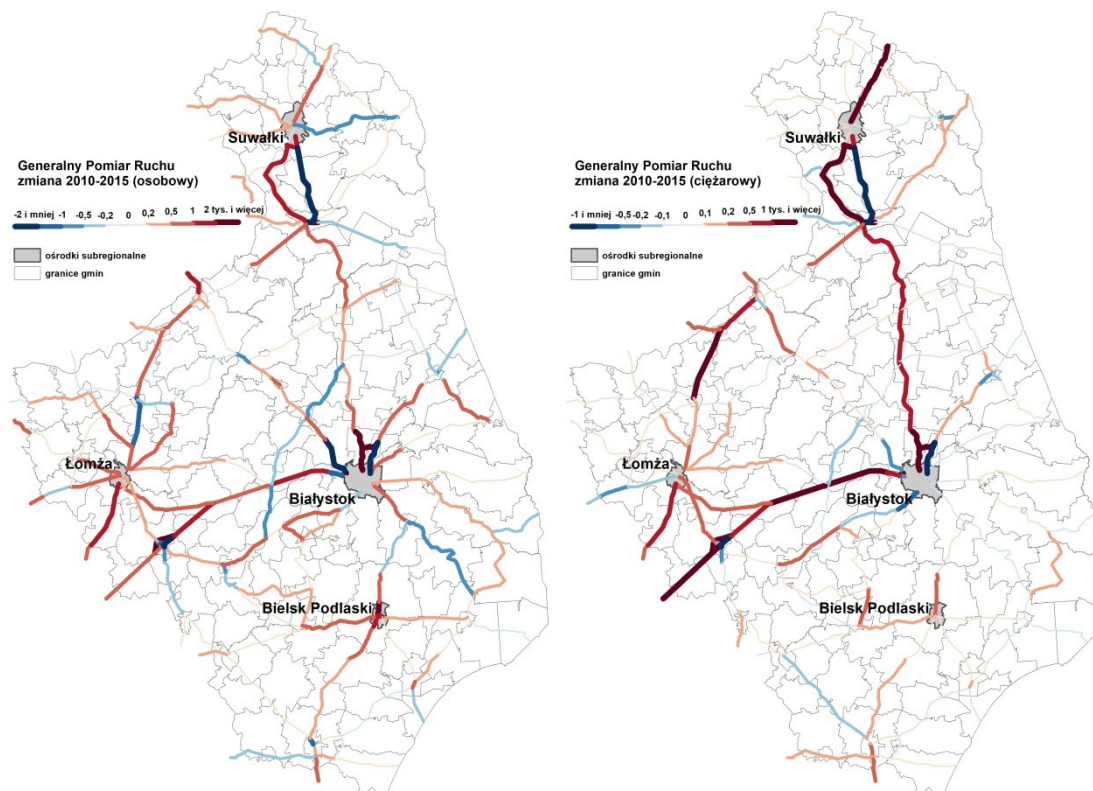 Suwałki
Generalny Pomiar Ruchu
zmiana 2010-2015 (osobowy)
-2 i mniej -1 -0,5 -0,2 0 0,2 0,5 1 2 tys. i więcej
ośrodki subregionalne
granice gmin
Łomża
Białystok
Bielsk Podlaski
Suwałki
Generalny Pomiar Ruchu
zmiana 2010-2015 (ciężarowy)
-1 i mniej -0,5 -0,2 -0,1 0 0,1 0,2 0,5 1 tys. i więcej
ośrodki subregionalne
granice gmin
Łomża
Białystok
Bielsk Podlaski